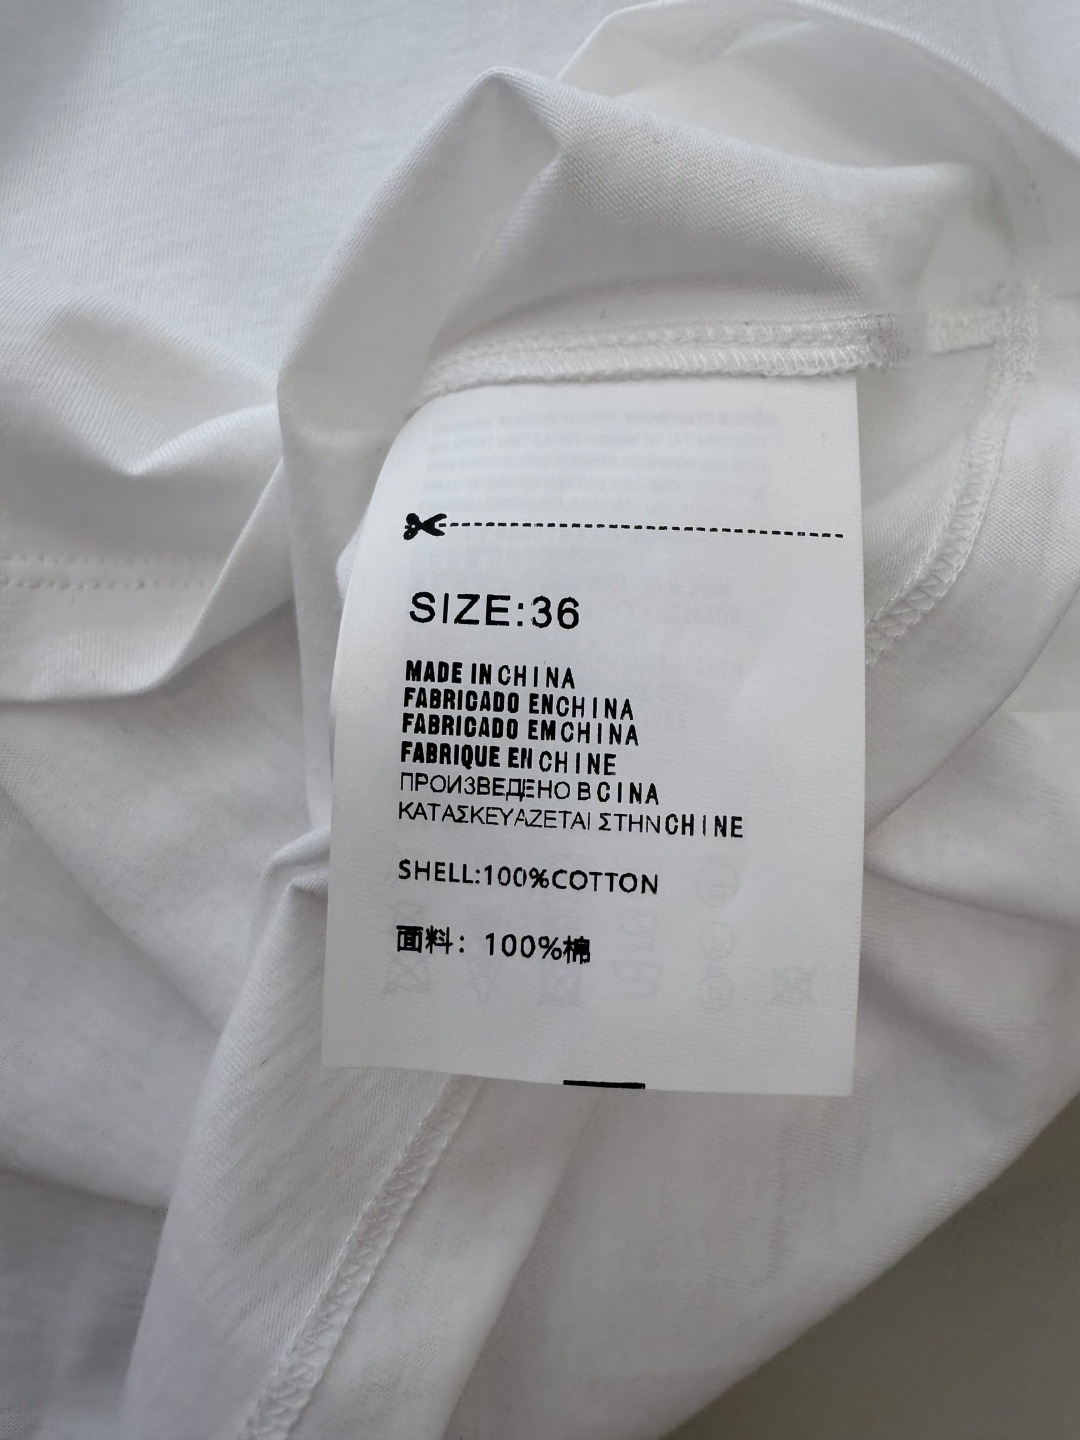 SIZE:36
MADE IN CHINA
FABRICADO EN CHINA
FABRICADO EM CHINA
FABRIQUE EN CHINE
ПРОИЗВЕДЕНО В CINA
ΚΑΤΑΣΚΕΥΑΖΕΤΑΙ ΣΤΗΝ CHINE
SHELL:100%COTTON
面料：100%棉